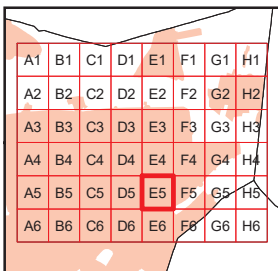 A1 B1 C1 D1 E1 F1 G1 H1
A2 B2 C2 D2 E2 F2 G2 H2
A3 B3 C3 D3 E3 F3 G3 H3
A4 B4 C4 D4 E4 F4 G4 H4
A5 B5 C5 D5 E5 F5 G5 H5
A6 B6 C6 D6 E6 F6 G6 H6